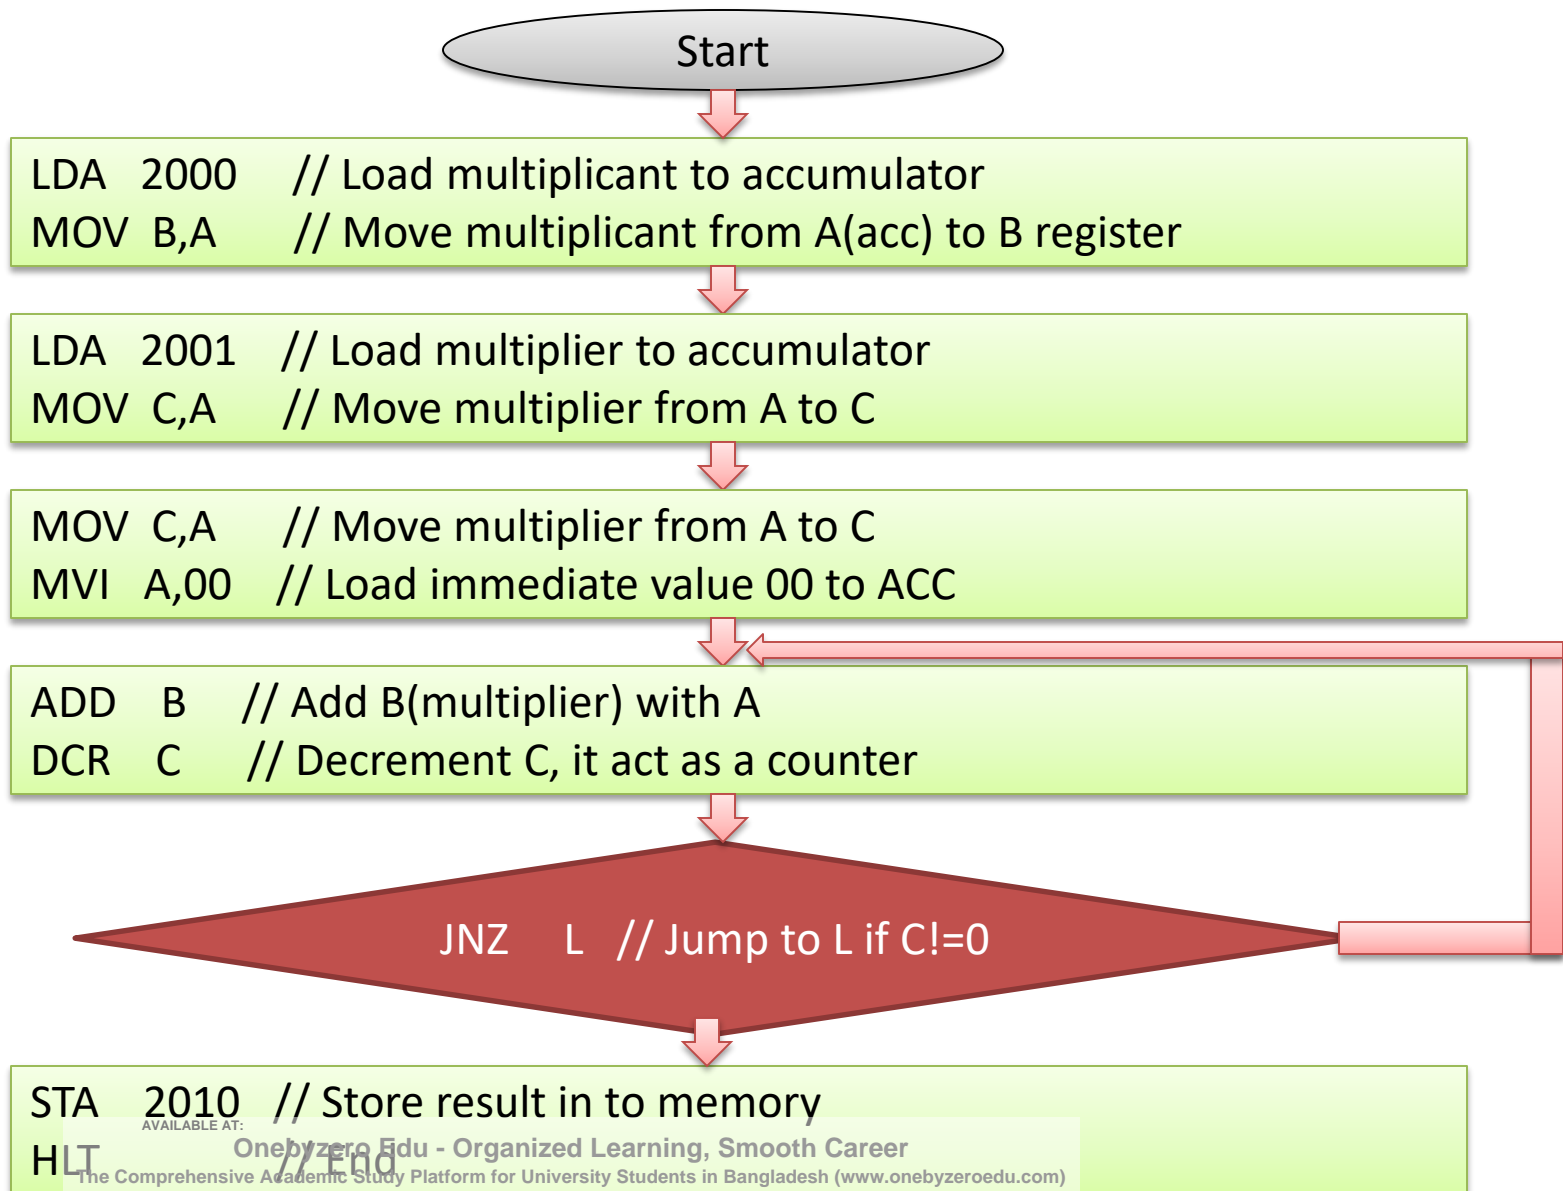 Start
LDA 2000 // Load multiplicant to accumulator
MOV B,A // Move multiplicant from A(acc) to B register
LDA 2001 // Load multiplier to accumulator
MOV C,A // Move multiplier from A to C
MOV C,A // Move multiplier from A to C
MVI A,00 // Load immediate value 00 to ACC
ADD B // Add B(multiplier) with A
DCR C // Decrement C, it act as a counter
JNZ L // Jump to L if C!=0
STA 2010 // Store result in to memory
AVAILABLE AT:
HLT // End
Onebyzero Edu - Organized Learning, Smooth Career
The Comprehensive Academic Study Platform for University Students in Bangladesh (www.onebyzeroedu.com)